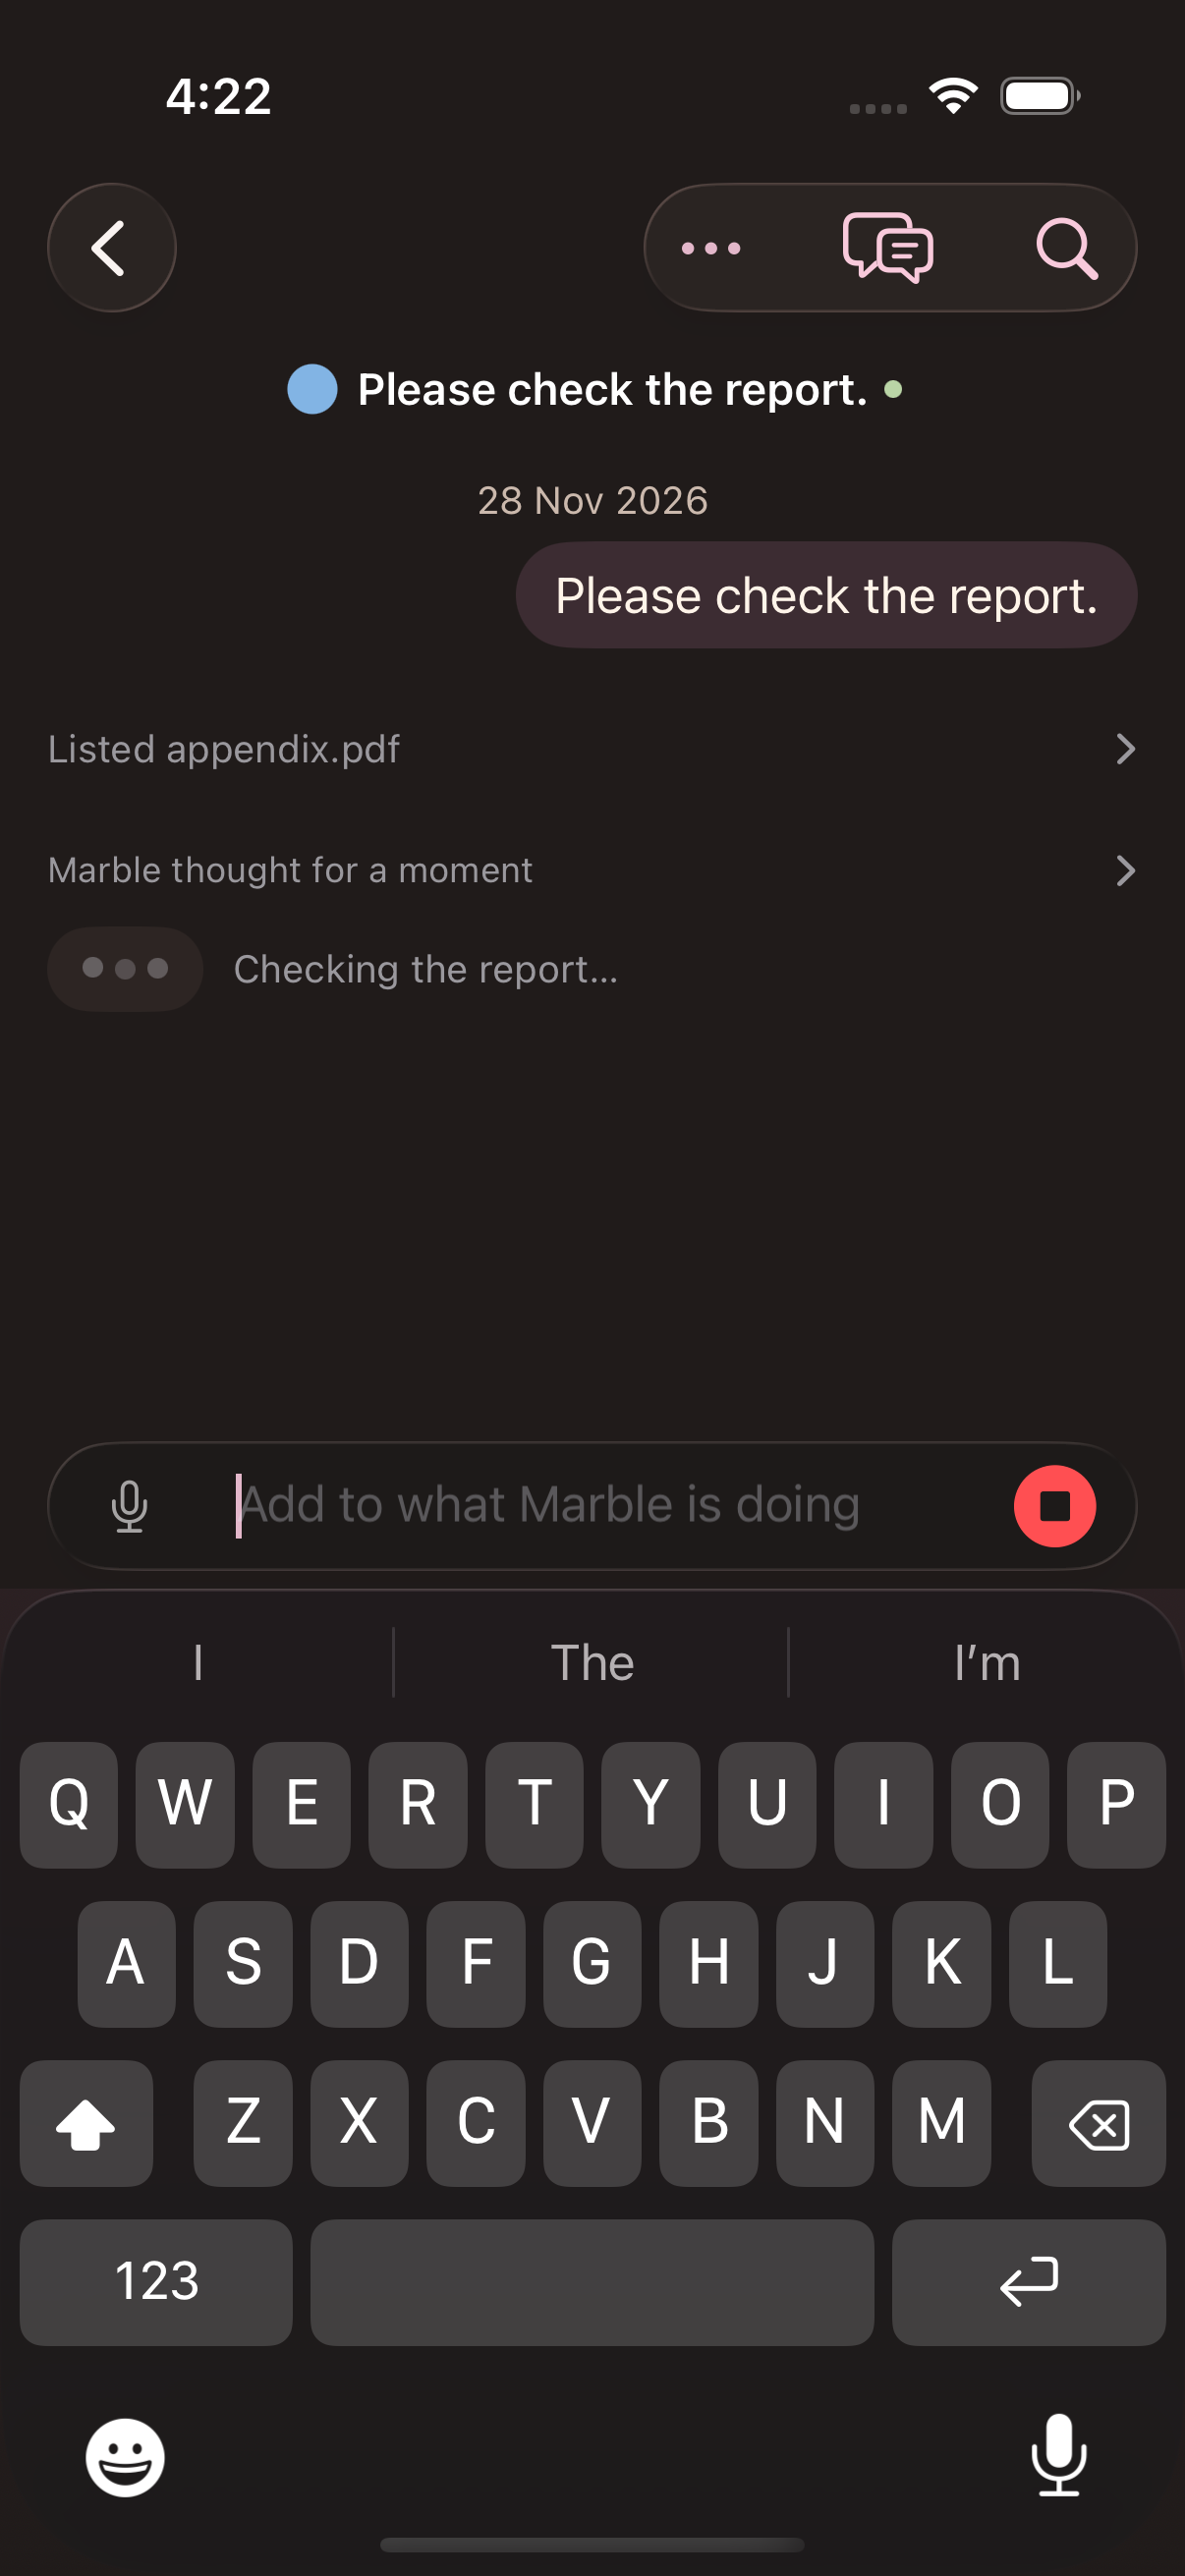 4:22
Please check the report.
28 Nov 2026
Please check the report.
Listed appendix.pdf
Marble thought for a moment
Checking the report...
Add to what Marble is doing
I The I’m
Q W E R T Y U I O P
A S D F G H J K L
Z X C V B N M
123